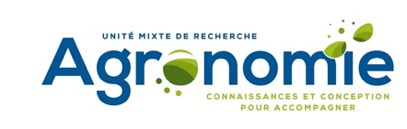 UNITÉ MIXTE DE RECHERCHE
Agronomie
CONNAISSANCES ET CONCEPTION
POUR ACCOMPAGNER